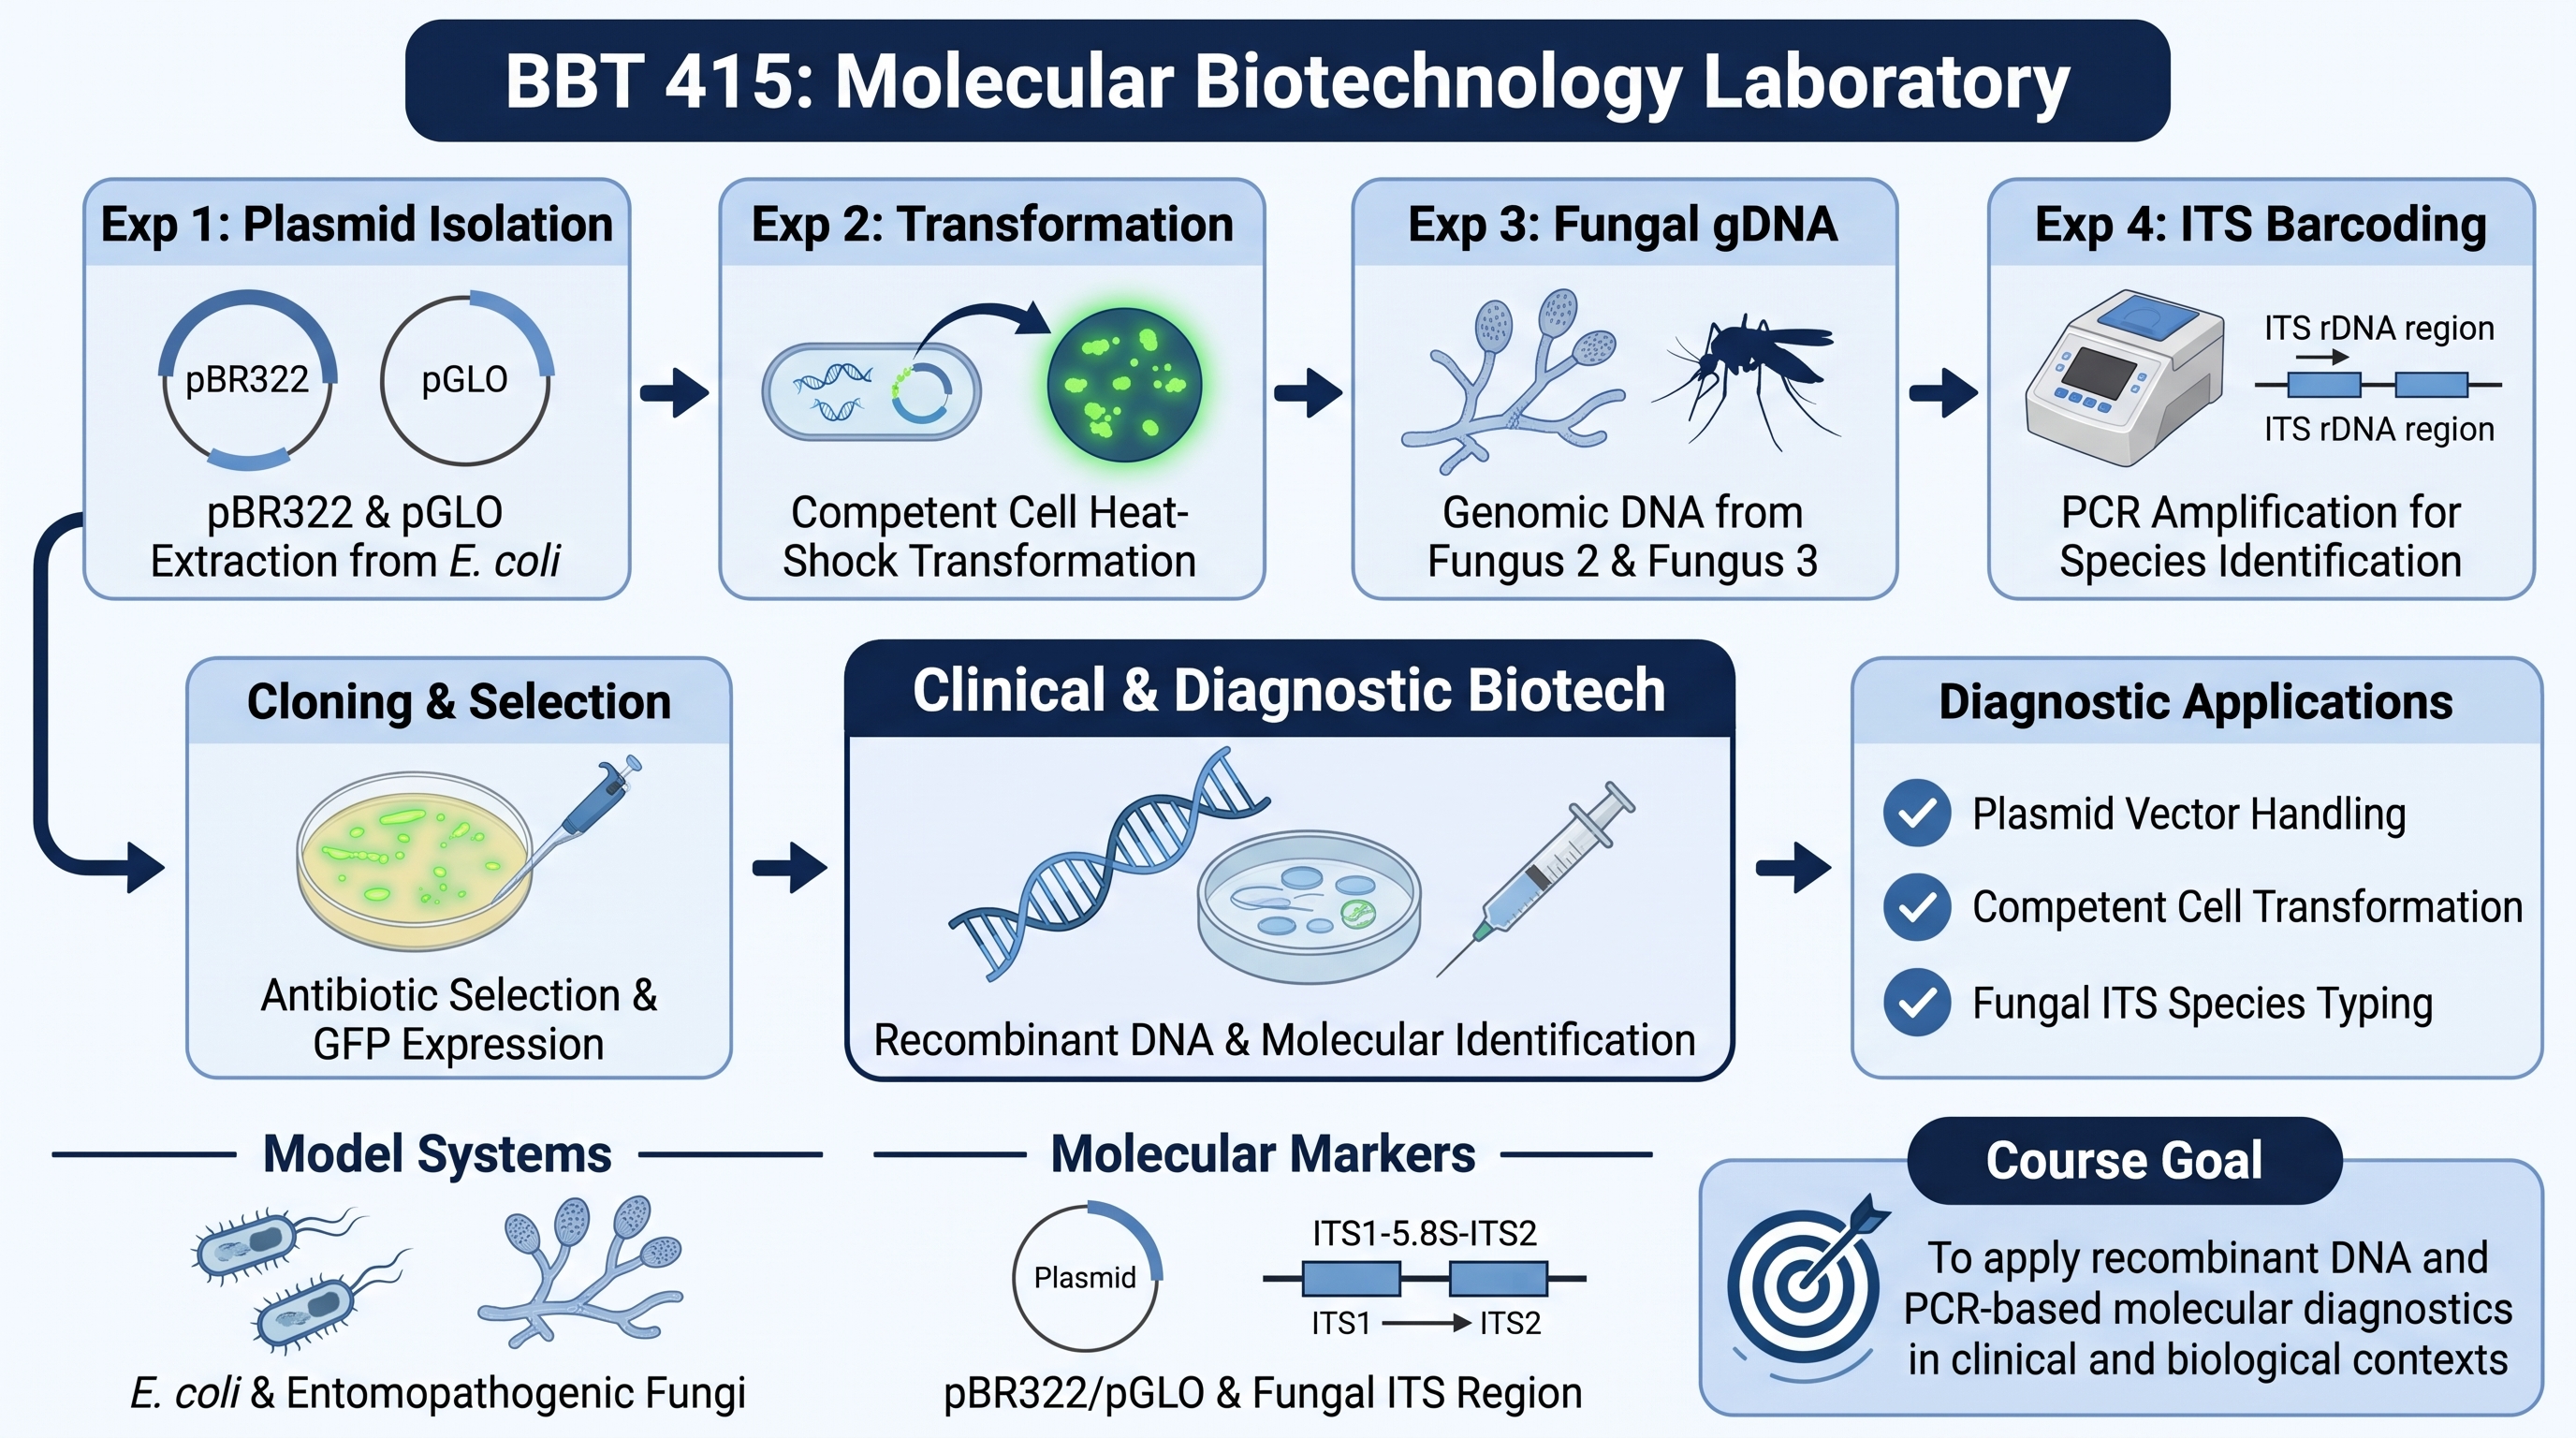 BBT 415: Molecular Biotechnology Laboratory
Exp 1: Plasmid Isolation
pBR322
pGLO
pBR322 & pGLO
Extraction from E. coli
Exp 2: Transformation
Competent Cell Heat-
Shock Transformation
Exp 3: Fungal gDNA
Genomic DNA from
Fungus 2 & Fungus 3
Exp 4: ITS Barcoding
ITS rDNA region
ITS rDNA region
PCR Amplification for
Species Identification
Cloning & Selection
Antibiotic Selection &
GFP Expression
Clinical & Diagnostic Biotech
Recombinant DNA & Molecular Identification
Diagnostic Applications
Plasmid Vector Handling
Competent Cell Transformation
Fungal ITS Species Typing
Model Systems
E. coli & Entomopathogenic Fungi
Molecular Markers
Plasmid
ITS1-5.8S-ITS2
ITS1
ITS2
pBR322/pGLO & Fungal ITS Region
Course Goal
To apply recombinant DNA and
PCR-based molecular diagnostics
in clinical and biological contexts